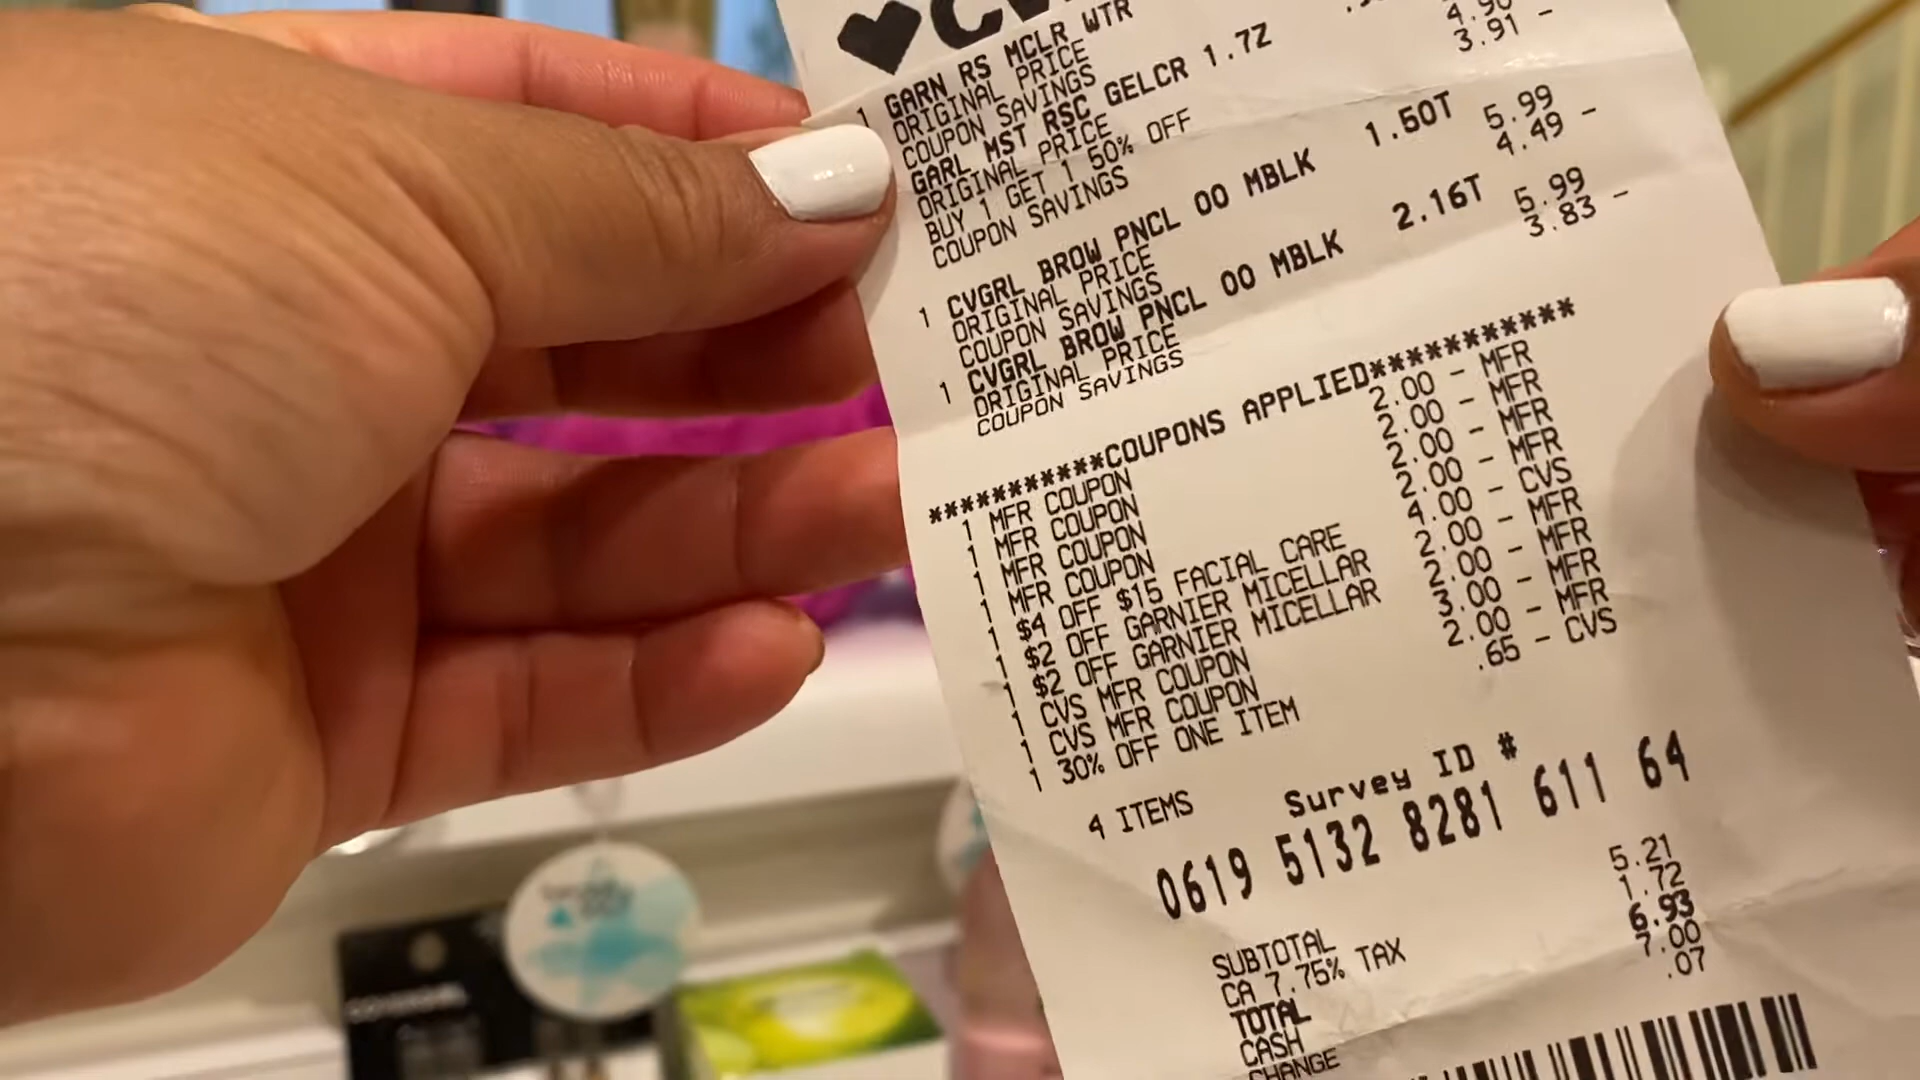 CV
1 GARN RS MCLR WTR
ORIGINAL PRICE
COUPON SAVINGS
GARL MST RSC GELCR 1.7Z
ORIGINAL PRICE
BUY 1 GET 1 50% OFF 4.90
COUPON SAVINGS 3.91 -
1 CVGRL BROW PNCL 00 MBLK 1.50T
ORIGINAL PRICE 5.99
COUPON SAVINGS 4.49 -
1 CVGRL BROW PNCL 00 MBLK 2.16T
ORIGINAL PRICE 5.99
COUPON SAVINGS 3.83 -
**********COUPONS APPLIED***********
1 MFR COUPON 2.00 - MFR
1 MFR COUPON 2.00 - MFR
1 MFR COUPON 2.00 - MFR
1 MFR COUPON 2.00 - MFR
1 $4 OFF $15 FACIAL CARE 4.00 - CVS
1 $2 OFF GARNIER MICELLAR 2.00 - MFR
1 $2 OFF GARNIER MICELLAR 2.00 - MFR
1 CVS MFR COUPON 3.00 - MFR
1 CVS MFR COUPON 2.00 - MFR
1 30% OFF ONE ITEM .65 - CVS
4 ITEMS
Survey ID #
0619 5132 8281 611 64
SUBTOTAL 5.21
CA 7.75% TAX 1.72
TOTAL 6.93
CASH 7.00
CHANGE .07